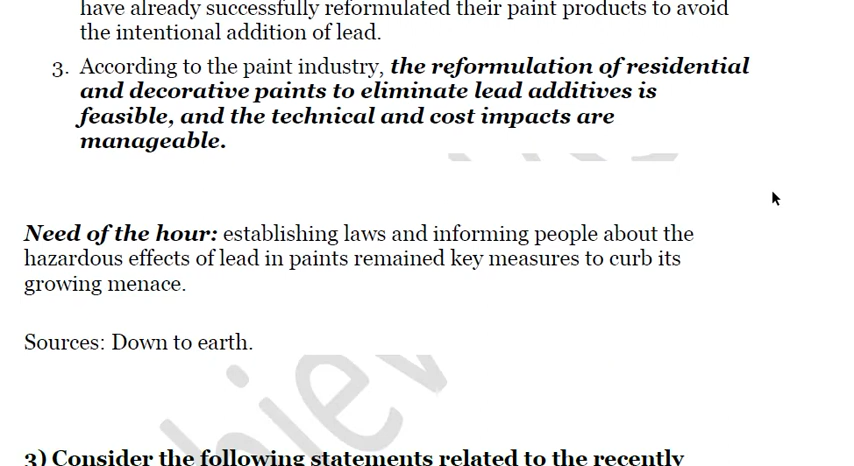 have already successfully reformulated their paint products to avoid
the intentional addition of lead.
3. According to the paint industry, the reformulation of residential
and decorative paints to eliminate lead additives is
feasible, and the technical and cost impacts are
manageable.
Need of the hour: establishing laws and informing people about the
hazardous effects of lead in paints remained key measures to curb its
growing menace.
Sources: Down to earth.
3) Consider the following statements related to the recently